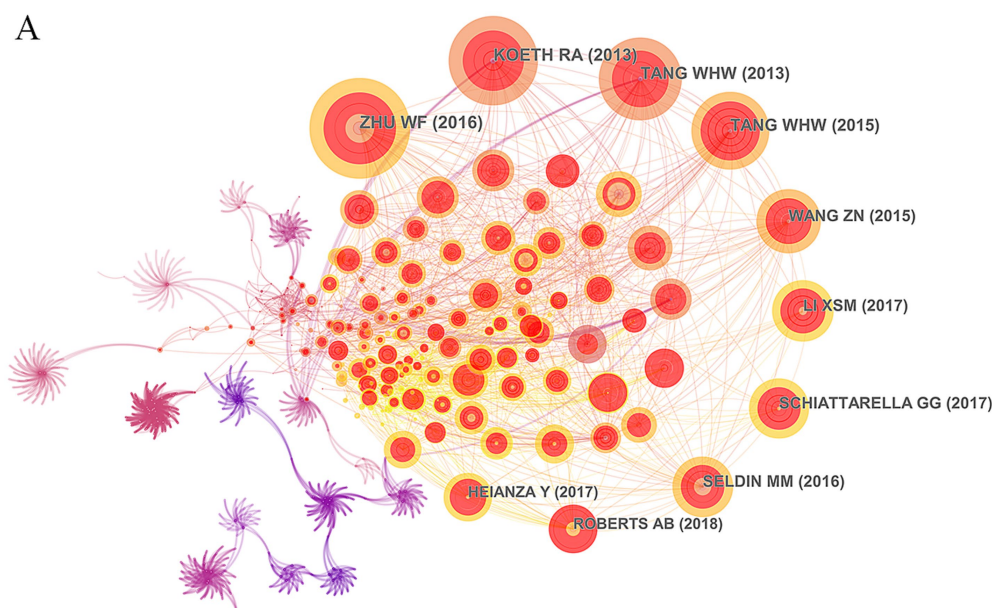 A
KOETH RA (2013)
TANG WHW (2013)
ZHU WF (2016)
TANG WHW (2015)
WANG ZN (2015)
LI XSM (2017)
SCHIATTARELLA GG (2017)
SELDIN MM (2016)
HEIANZA Y (2017)
ROBERTS AB (2018)